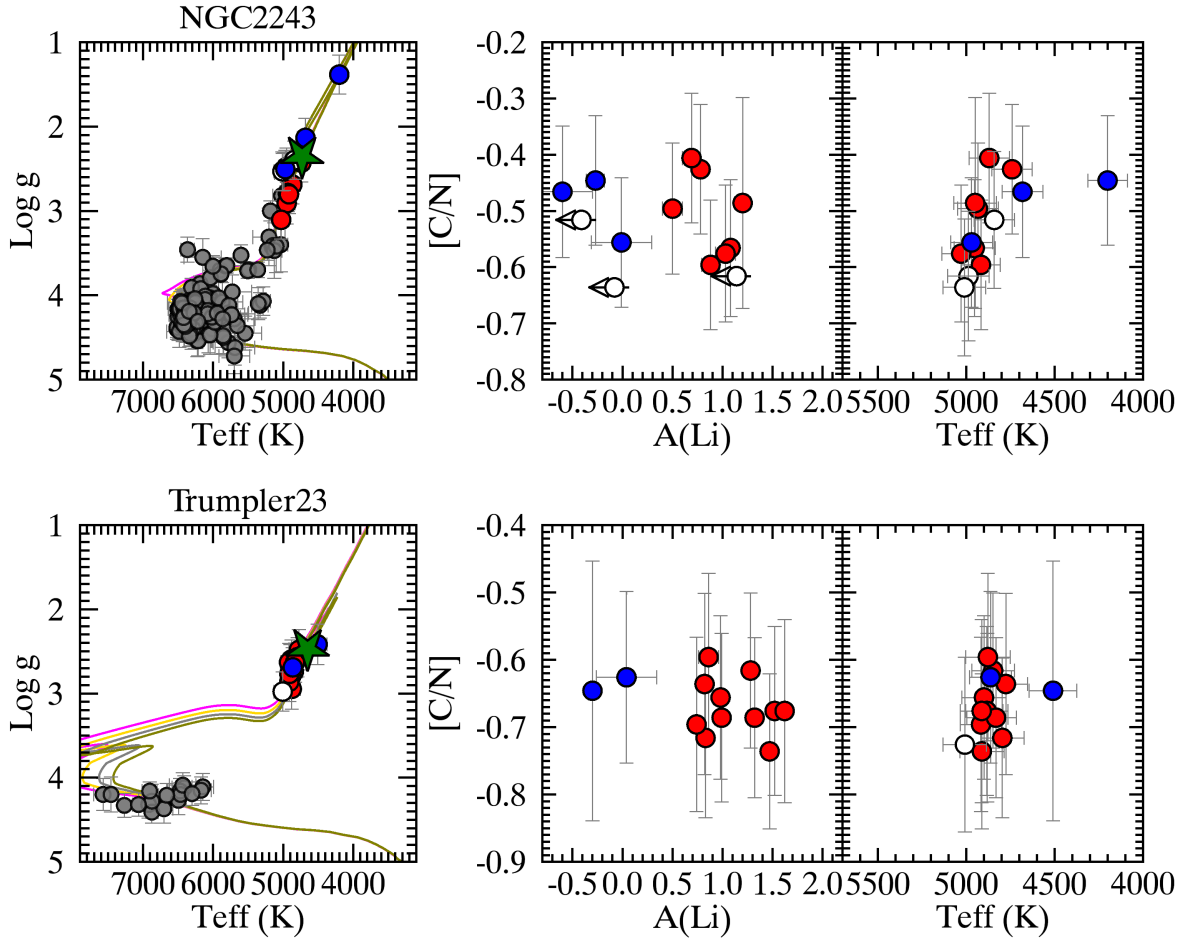 NGC2243
1
2
3
4
5
Log g
7000 6000 5000 4000
Teff (K)
-0.2
-0.3
-0.4
-0.5
-0.6
-0.7
-0.8
[C/N]
-0.5 0.0 0.5 1.0 1.5 2.0
A(Li)
5500 5000 4500 4000
Teff (K)
Trumpler23
1
2
3
4
5
Log g
7000 6000 5000 4000
Teff (K)
-0.4
-0.5
-0.6
-0.7
-0.8
-0.9
[C/N]
-0.5 0.0 0.5 1.0 1.5 2.0
A(Li)
5500 5000 4500 4000
Teff (K)